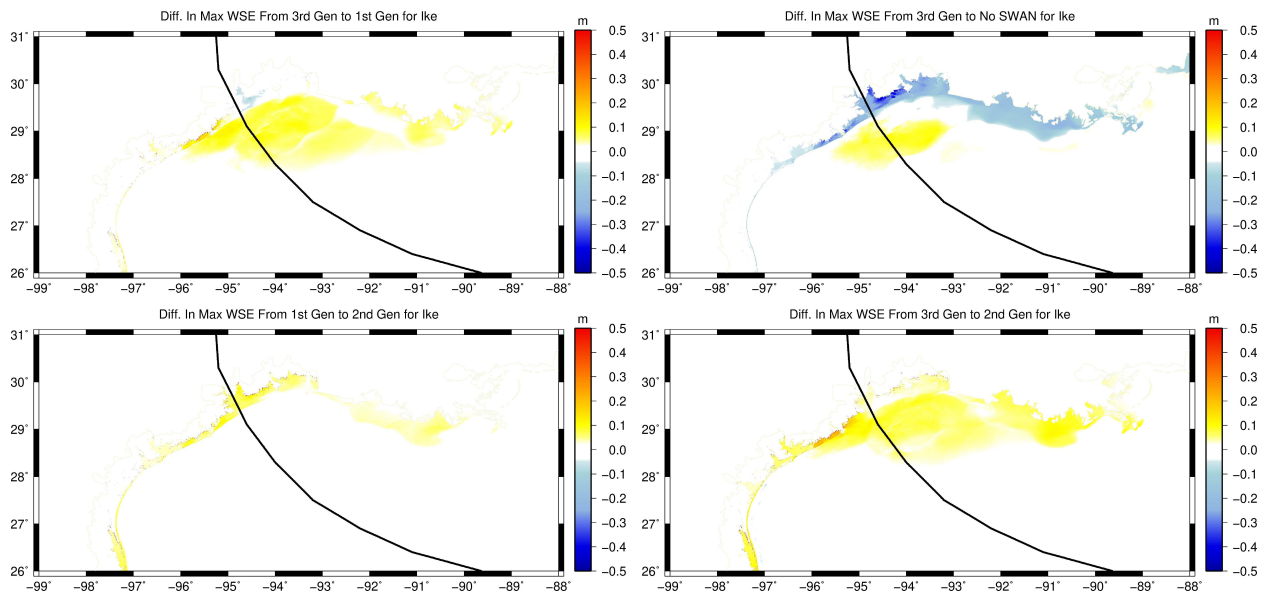 Diff. In Max WSE From 3rd Gen to 1st Gen for Ike
m
31˚ 30˚ 29˚ 28˚ 27˚ 26˚
0.5 0.4 0.3 0.2 0.1 0.0 −0.1 −0.2 −0.3 −0.4 −0.5
−99˚ −98˚ −97˚ −96˚ −95˚ −94˚ −93˚ −92˚ −91˚ −90˚ −89˚ −88˚
Diff. In Max WSE From 3rd Gen to No SWAN for Ike
m
31˚ 30˚ 29˚ 28˚ 27˚ 26˚
0.5 0.4 0.3 0.2 0.1 0.0 −0.1 −0.2 −0.3 −0.4 −0.5
−99˚ −98˚ −97˚ −96˚ −95˚ −94˚ −93˚ −92˚ −91˚ −90˚ −89˚ −88˚
Diff. In Max WSE From 1st Gen to 2nd Gen for Ike
m
31˚ 30˚ 29˚ 28˚ 27˚ 26˚
0.5 0.4 0.3 0.2 0.1 0.0 −0.1 −0.2 −0.3 −0.4 −0.5
−99˚ −98˚ −97˚ −96˚ −95˚ −94˚ −93˚ −92˚ −91˚ −90˚ −89˚ −88˚
Diff. In Max WSE From 3rd Gen to 2nd Gen for Ike
m
31˚ 30˚ 29˚ 28˚ 27˚ 26˚
0.5 0.4 0.3 0.2 0.1 0.0 −0.1 −0.2 −0.3 −0.4 −0.5
−99˚ −98˚ −97˚ −96˚ −95˚ −94˚ −93˚ −92˚ −91˚ −90˚ −89˚ −88˚